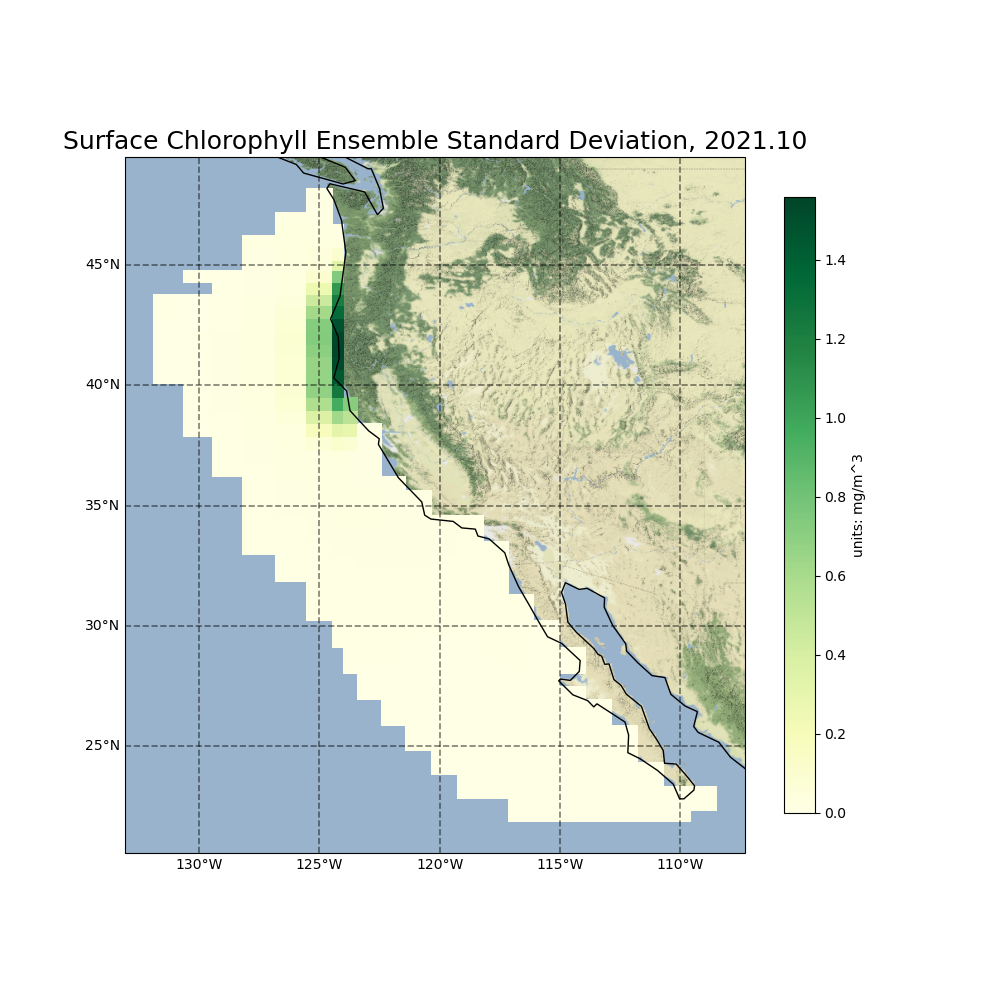 Surface Chlorophyll Ensemble Standard Deviation, 2021.10
45°N
40°N
35°N
30°N
25°N
130°W
125°W
120°W
115°W
110°W
1.4
1.2
1.0
0.8
0.6
0.4
0.2
0.0
units: mg/m^3